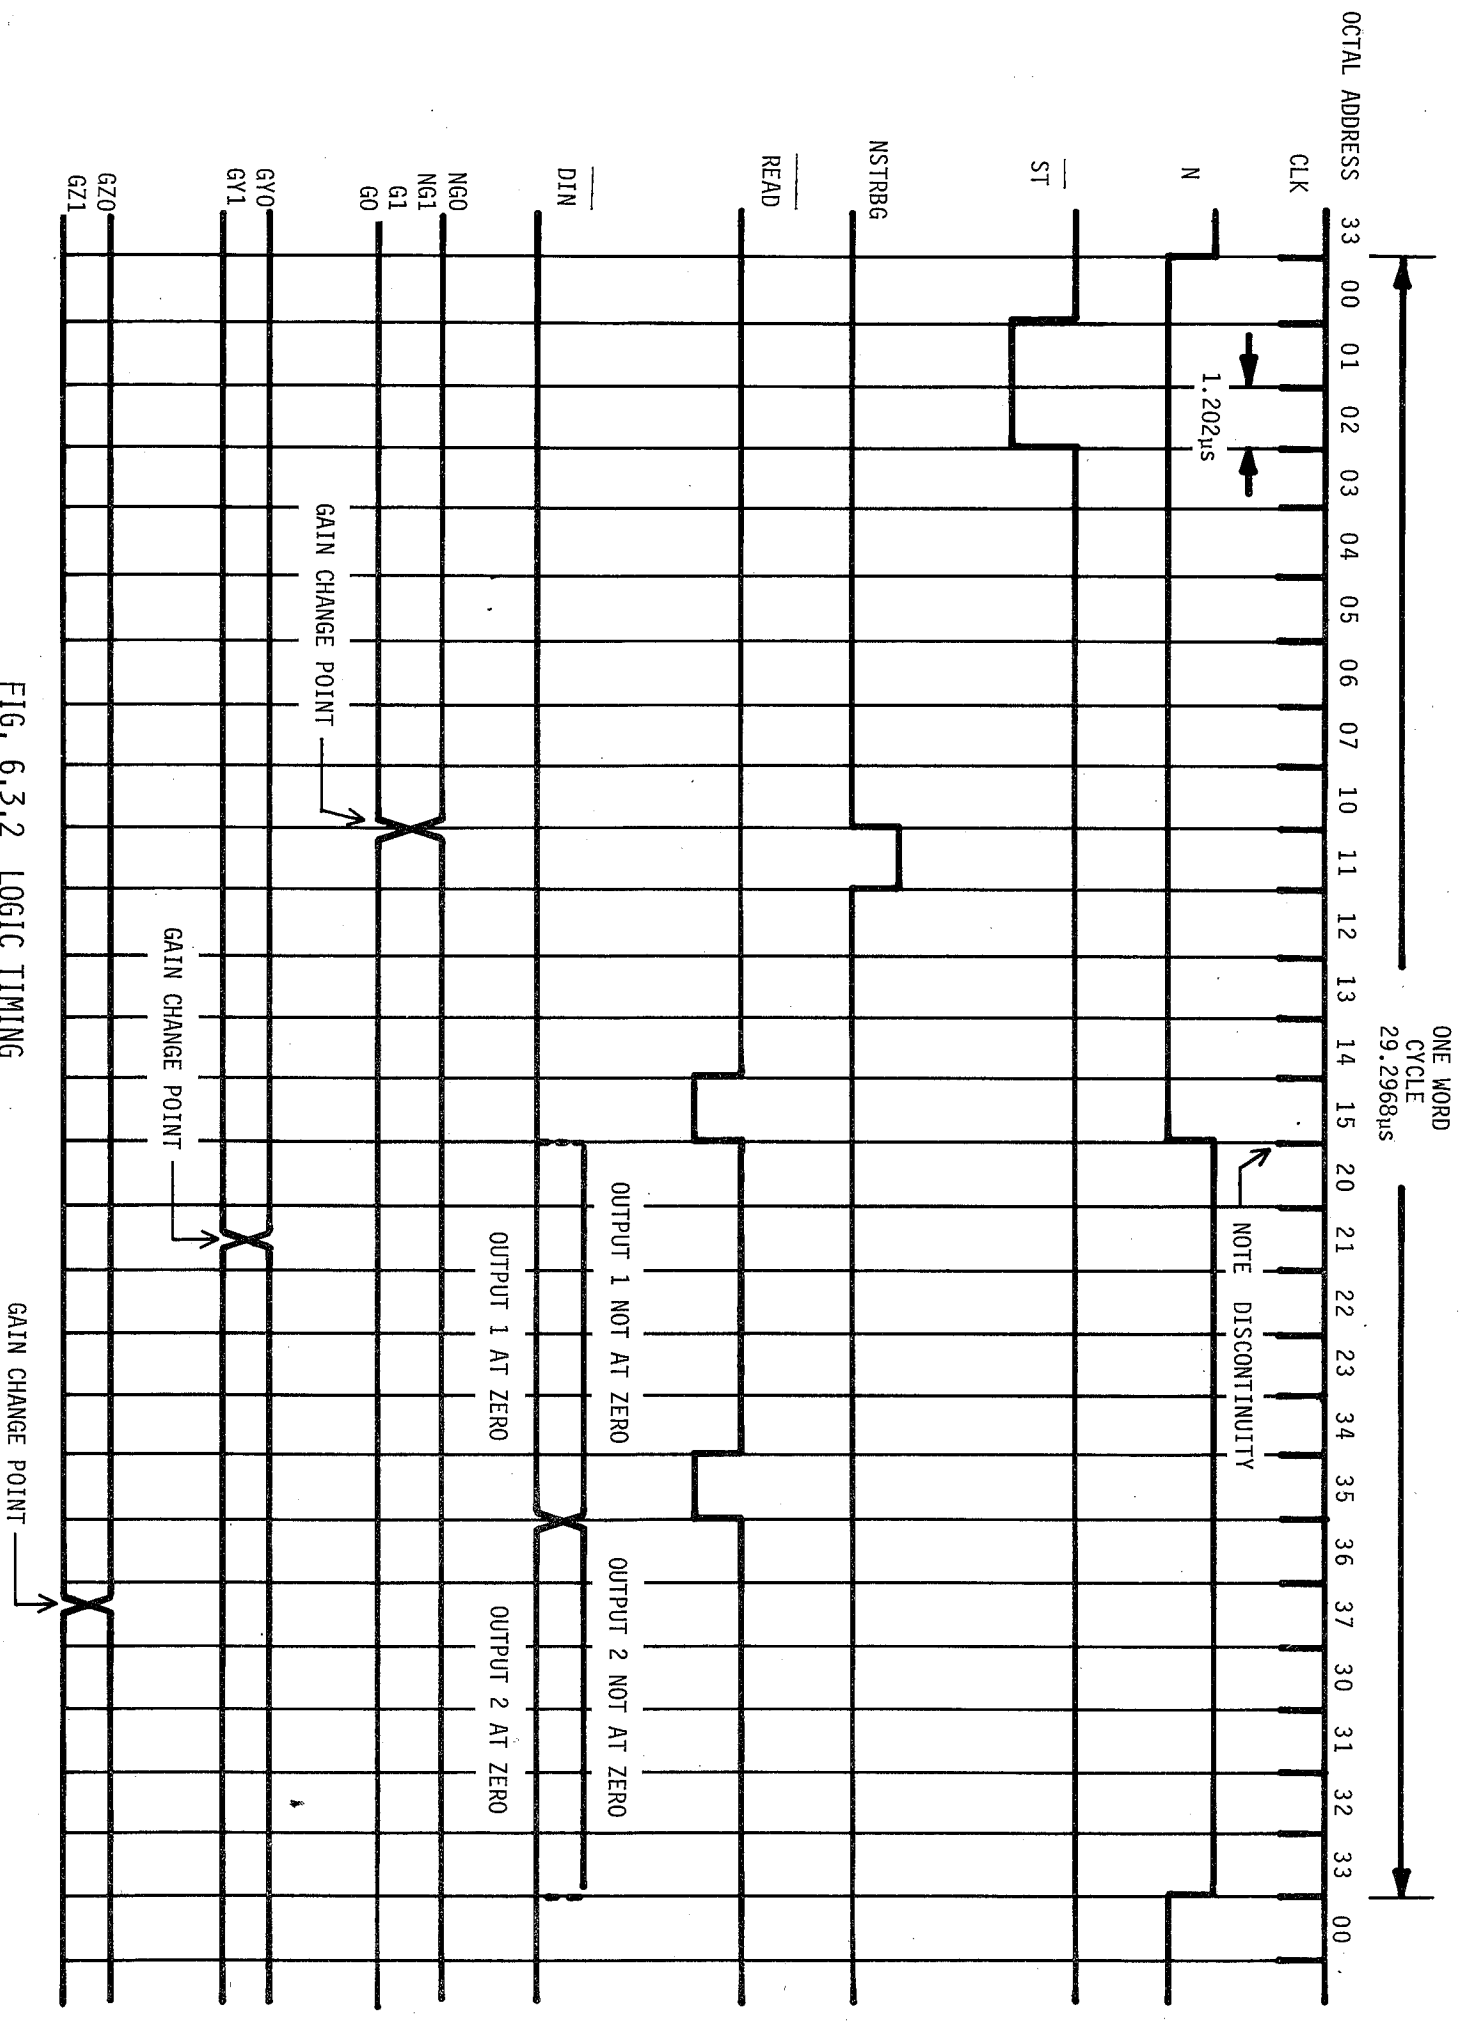 ONE WORD
CYCLE
29.2968µs
OCTAL ADDRESS 33 00 01 02 03 04 05 06 07 10 11 12 13 14 15 20 21 22 23 34 35 36 37 30 31 32 33 00
CLK
NOTE DISCONTINUITY
1.202µs
N
ST
NSTRBG
READ
OUTPUT 1 NOT AT ZERO
OUTPUT 2 NOT AT ZERO
DIN
OUTPUT 1 AT ZERO
OUTPUT 2 AT ZERO
NG0
NG1
G1
G0
GAIN CHANGE POINT
GY0
GY1
GAIN CHANGE POINT
GZ0
GZ1
GAIN CHANGE POINT
FIG. 6.3.2 LOGIC TIMING